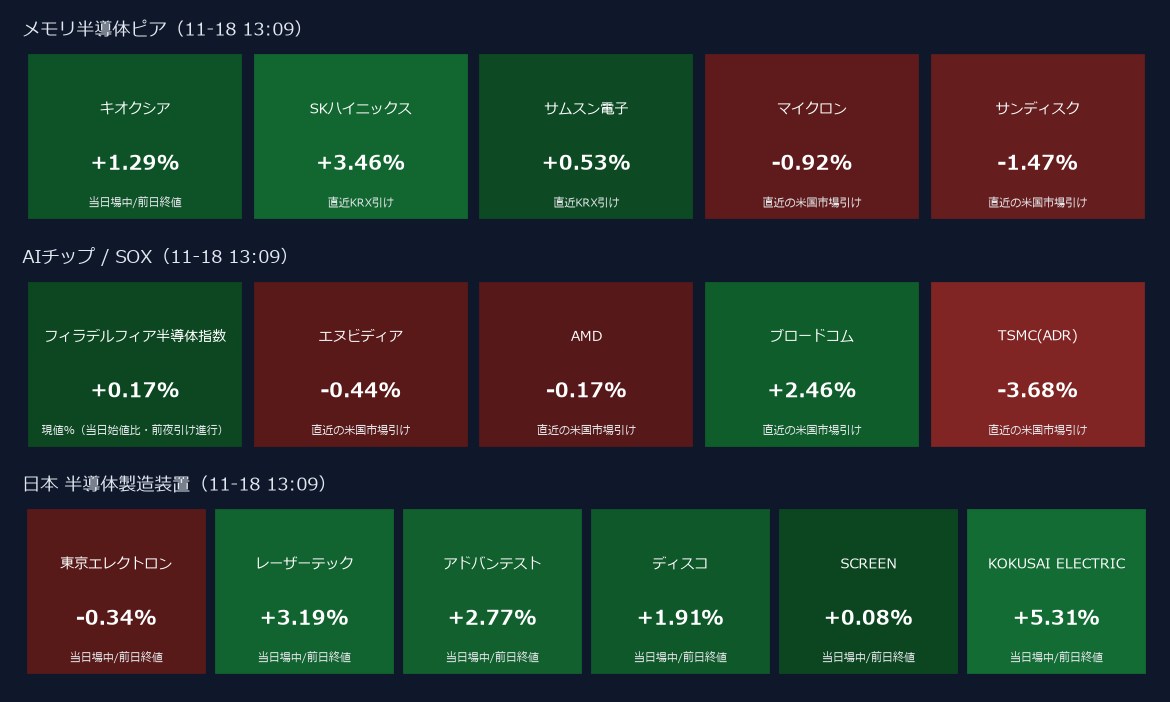 メモリ半導体ピア（11-18 13:09）
キオクシア
+1.29%
当日場中/前日終値
SKハイニックス
+3.46%
直近KRX引け
サムスン電子
+0.53%
直近KRX引け
マイクロン
-0.92%
直近の米国市場引け
サンディスク
-1.47%
直近の米国市場引け
AIチップ / SOX（11-18 13:09）
フィラデルフィア半導体指数
+0.17%
現値%（当日始値比・前夜引け進行）
エヌビディア
-0.44%
直近の米国市場引け
AMD
-0.17%
直近の米国市場引け
ブロードコム
+2.46%
直近の米国市場引け
TSMC(ADR)
-3.68%
直近の米国市場引け
日本 半導体製造装置（11-18 13:09）
東京エレクトロン
-0.34%
当日場中/前日終値
レーザーテック
+3.19%
当日場中/前日終値
アドバンテスト
+2.77%
当日場中/前日終値
ディスコ
+1.91%
当日場中/前日終値
SCREEN
+0.08%
当日場中/前日終値
KOKUSAI ELECTRIC
+5.31%
当日場中/前日終値